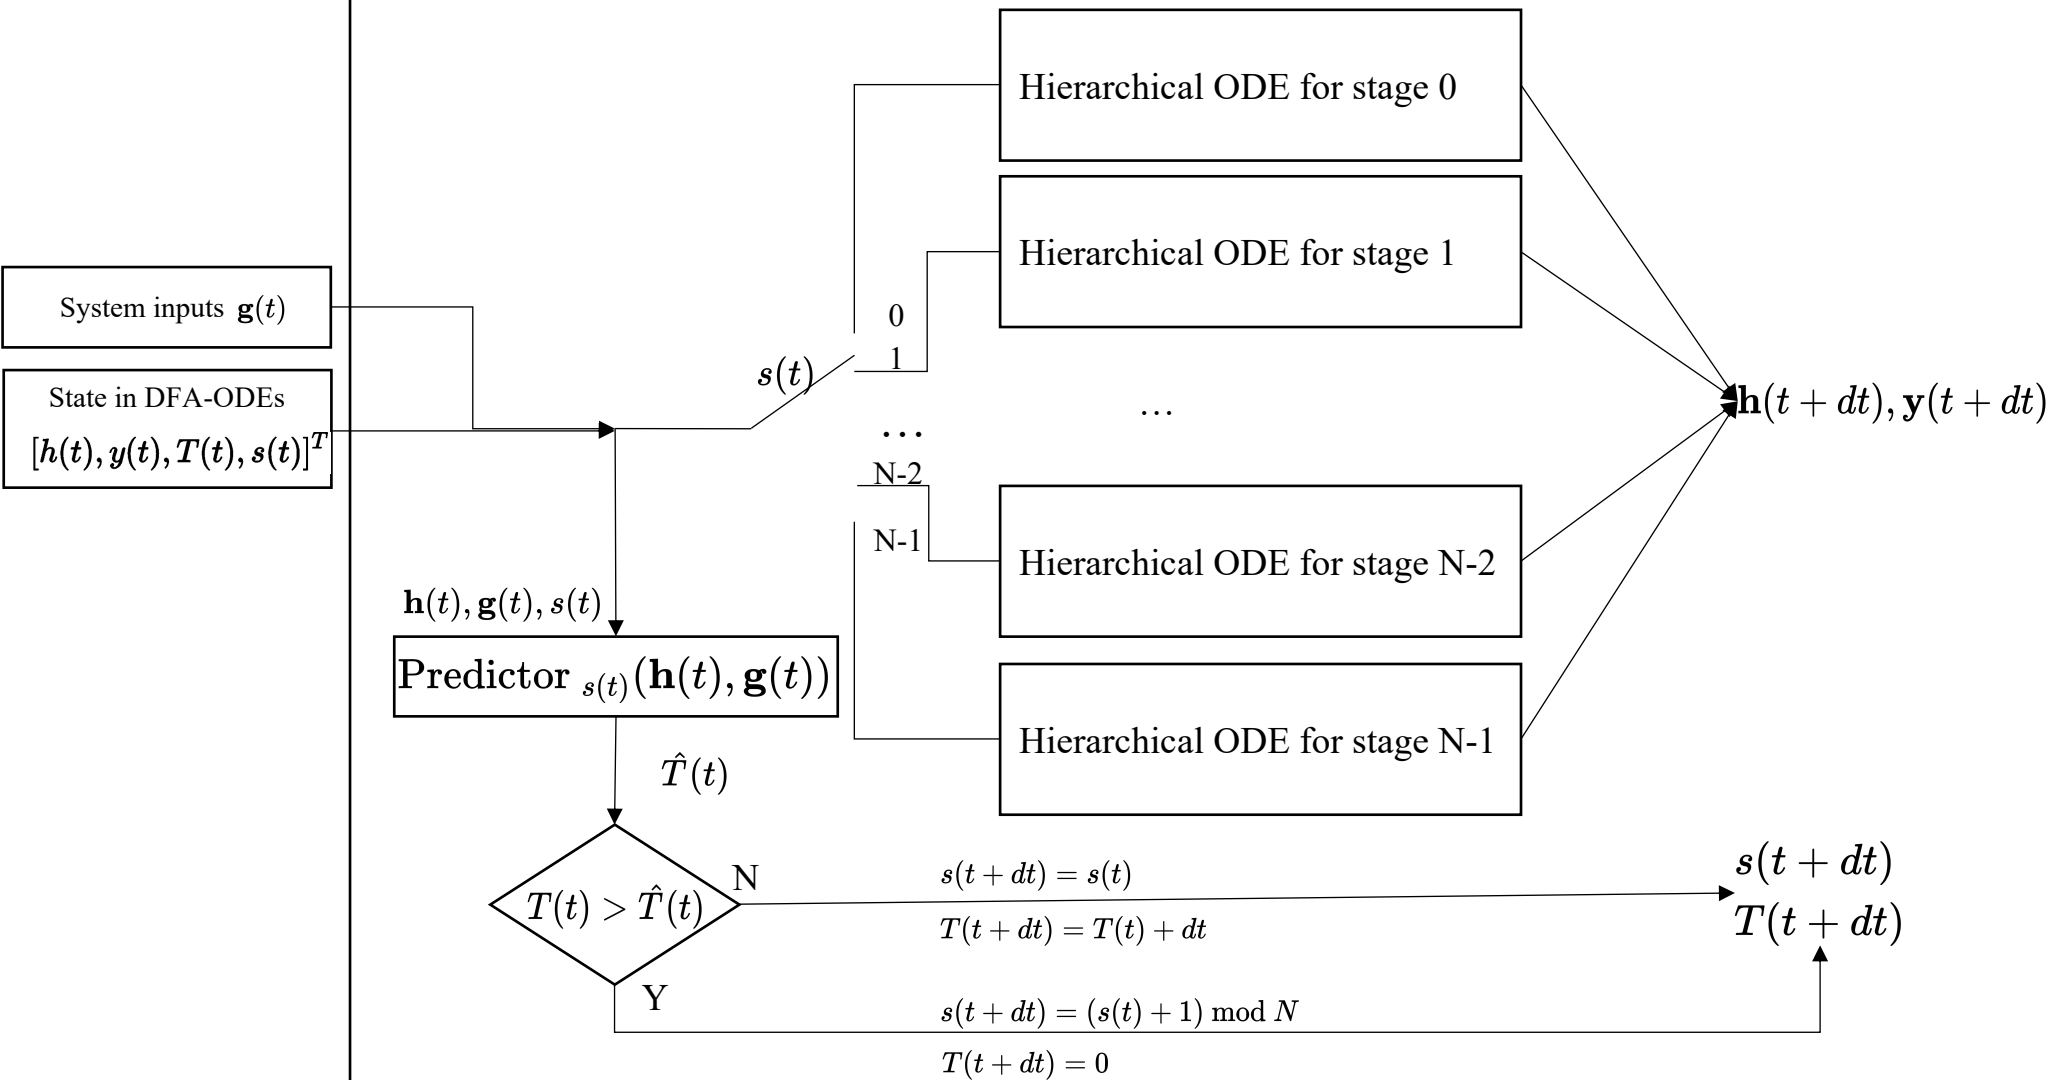 System inputs g(t)
State in DFA-ODEs
[h(t), y(t), T(t), s(t)]^T
s(t)
0
1
…
N-2
N-1
Hierarchical ODE for stage 0
Hierarchical ODE for stage 1
…
Hierarchical ODE for stage N-2
Hierarchical ODE for stage N-1
h(t + dt), y(t + dt)
h(t), g(t), s(t)
Predictor s(t)(h(t), g(t))
T̂(t)
T(t) > T̂(t)
N
s(t + dt) = s(t)
T(t + dt) = T(t) + dt
s(t + dt)
T(t + dt)
Y
s(t + dt) = (s(t) + 1) mod N
T(t + dt) = 0